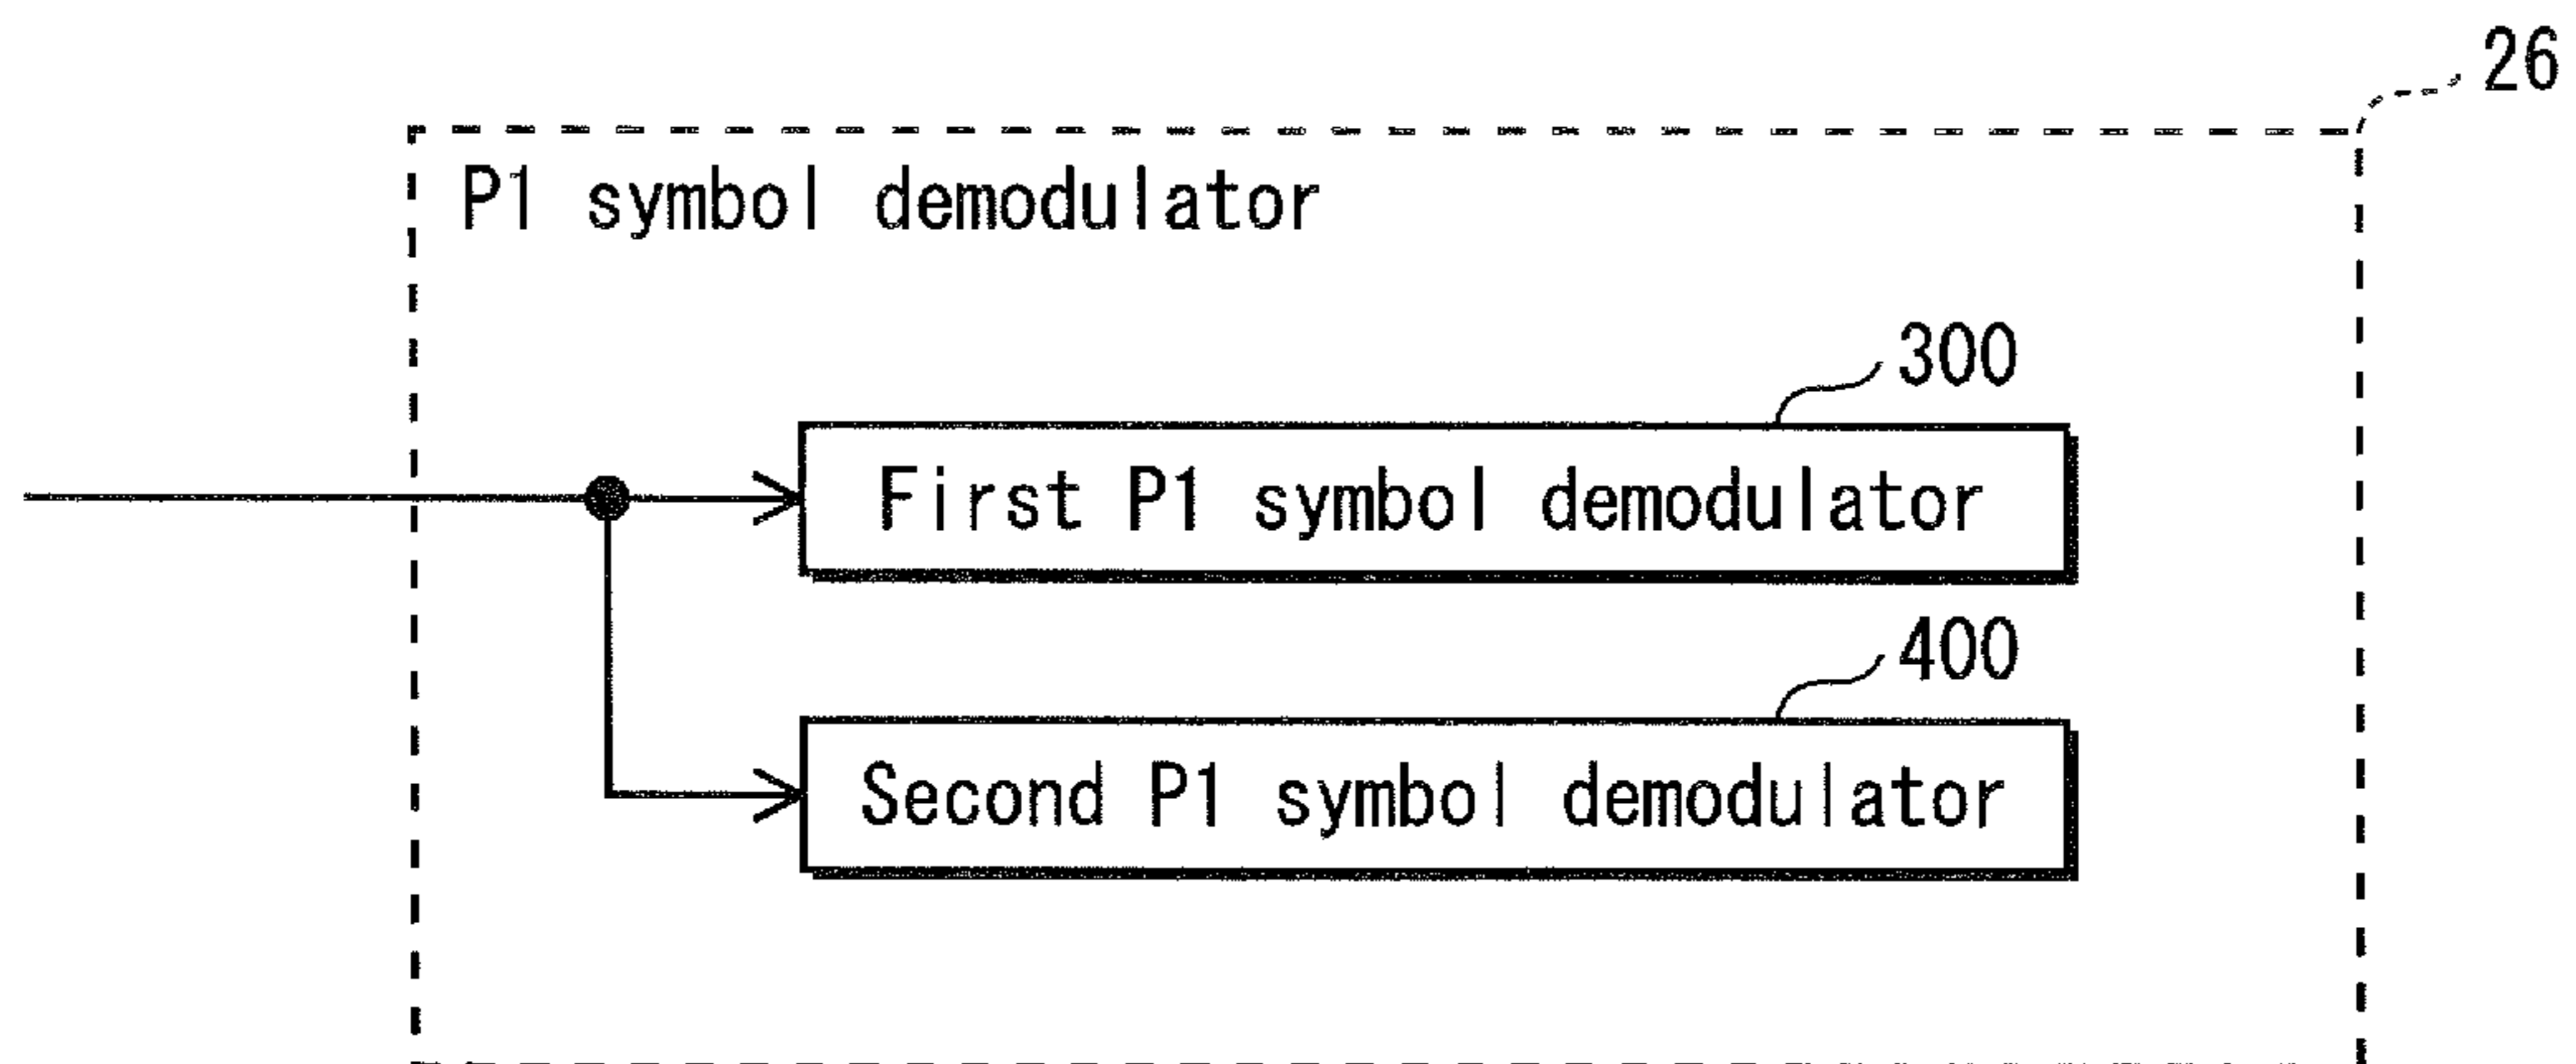 26
P1 symbol demodulator
300
First P1 symbol demodulator
400
Second P1 symbol demodulator